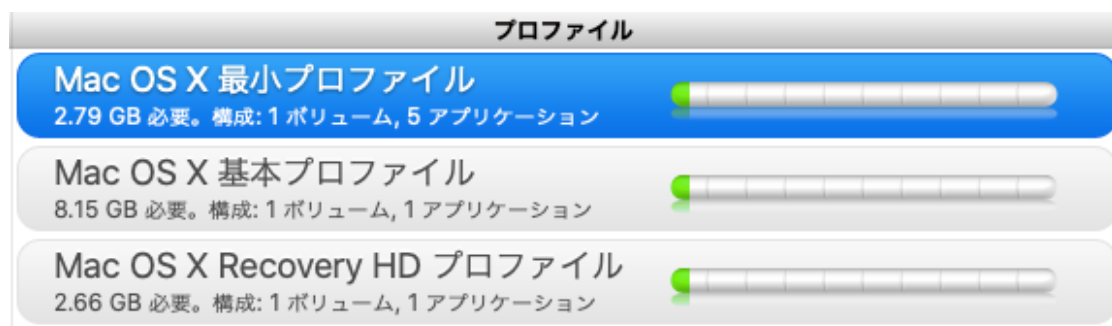 プロファイル
Mac OS X 最小プロファイル
2.79 GB 必要。構成: 1 ボリューム, 5 アプリケーション
Mac OS X 基本プロファイル
8.15 GB 必要。構成: 1 ボリューム, 1 アプリケーション
Mac OS X Recovery HD プロファイル
2.66 GB 必要。構成: 1 ボリューム, 1 アプリケーション